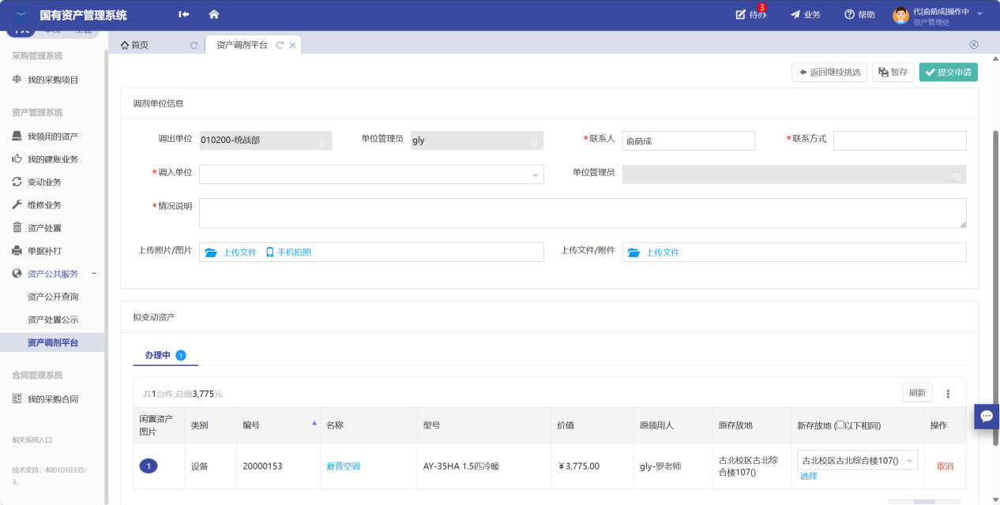 国有资产管理系统
待办
3
业务
帮助
代[俞荫成]操作中
资产管理处
个人
单位
主管
首页
资产调剂平台
采购管理系统
我的采购项目
资产管理系统
我领用的资产
我的建账业务
变动业务
维修业务
资产处置
单据补打
资产公共服务 -
资产公开查询
资产处置公示
资产调剂平台
合同管理系统
我的采购合同
相关系统入口
技术支持：4001010335-
3,
返回继续挑选
暂存
提交申请
调剂单位信息
调出单位 010200-统战部
单位管理员 gly
*联系人 俞荫成
*联系方式
*调入单位
单位管理员
*情况说明
上传照片/图片 上传文件 手机拍照
上传文件/附件 上传文件
拟变动资产
办理中 1
共1台件,总值3,775元
刷新
闲置资产
图片
类别
编号
名称
型号
价值
原领用人
原存放地
新存放地 (以下相同)
操作
1
设备
20000153
夏普空调
AY-35HA 1.5匹冷暖
￥3,775.00
gly-罗老师
古北校区古北综
合楼107()
古北校区古北综合楼107()
选择
取消